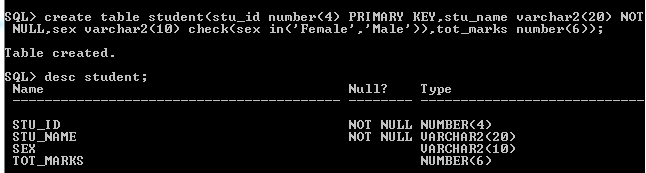 SQL> create table student(stu_id number(4) PRIMARY KEY,stu_name varchar2(20) NOT
NULL,sex varchar2(10) check(sex in('Female','Male')),tot_marks number(6));
Table created.
SQL> desc student;
Name Null? Type
----------------------------------------- -------- ----------------------------
STU_ID NOT NULL NUMBER(4)
STU_NAME NOT NULL VARCHAR2(20)
SEX VARCHAR2(10)
TOT_MARKS NUMBER(6)